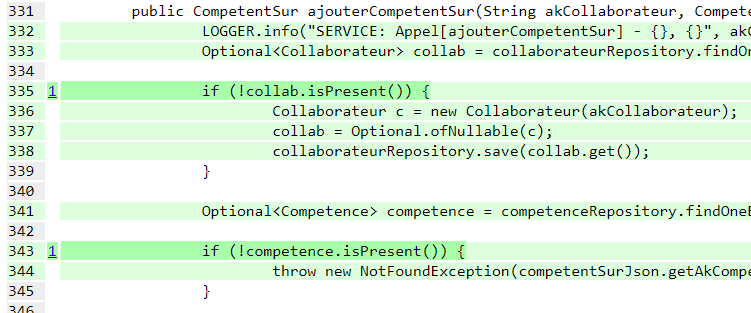 331 public CompetentSur ajouterCompetentSur(String akCollaborateur, Compete
332 LOGGER.info("SERVICE: Appel[ajouterCompetentSur] - {}, {}", akC
333 Optional<Collaborateur> collab = collaborateurRepository.findOne
334
335 1 if (!collab.isPresent()) {
336 Collaborateur c = new Collaborateur(akCollaborateur);
337 collab = Optional.ofNullable(c);
338 collaborateurRepository.save(collab.get());
339 }
340
341 Optional<Competence> competence = competenceRepository.findOneB
342
343 1 if (!competence.isPresent()) {
344 throw new NotFoundException(competentSurJson.getAkCompe
345 }
346